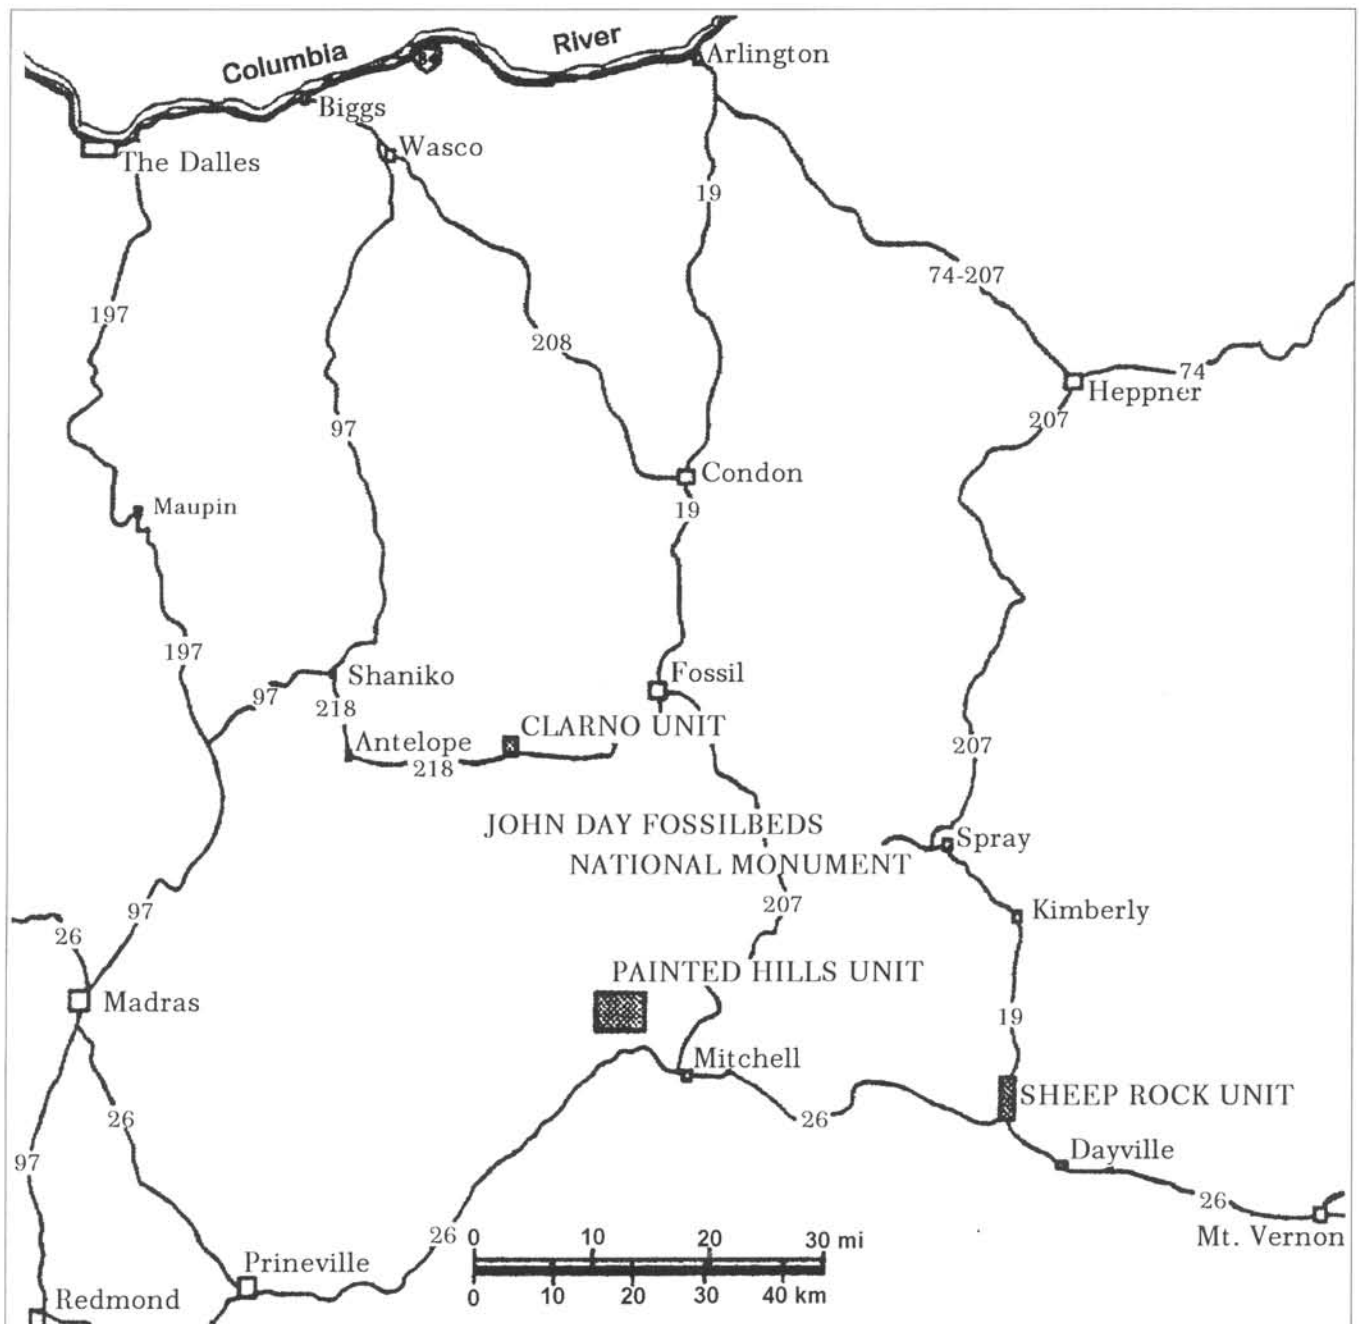 Columbia
River
Arlington
Biggs
Wasco
The Dalles
19
74-207
197
208
74
Heppner
207
97
Condon
Maupin
19
197
Shaniko
Fossil
97
218
CLARNO UNIT
Antelope
218
207
JOHN DAY FOSSILBEDS
NATIONAL MONUMENT
Spray
207
Kimberly
97
26
PAINTED HILLS UNIT
Madras
19
Mitchell
SHEEP ROCK UNIT
26
26
Dayville
97
26
26
Mt. Vernon
0 10 20 30 mi
Prineville
0 10 20 30 40 km
Redmond